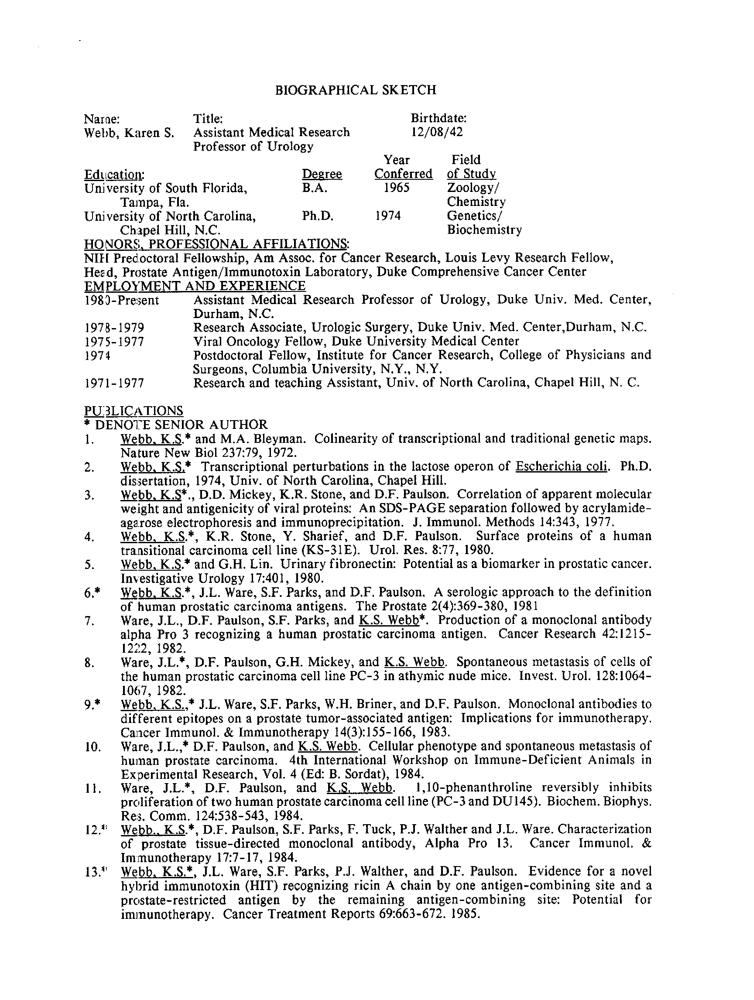 BIOGRAPHICAL SKETCH
Name: Title: Birthdate:
Webb, Karen S. Assistant Medical Research 12/08/42
Professor of Urology
Year Field
Education: Degree Conferred of Study
University of South Florida, B.A. 1965 Zoology/
Tampa, Fla. Chemistry
University of North Carolina, Ph.D. 1974 Genetics/
Chapel Hill, N.C. Biochemistry
HONORS, PROFESSIONAL AFFILIATIONS:
NIH Predoctoral Fellowship, Am Assoc. for Cancer Research, Louis Levy Research Fellow,
Head, Prostate Antigen/Immunotoxin Laboratory, Duke Comprehensive Cancer Center
EMPLOYMENT AND EXPERIENCE
1980-Present Assistant Medical Research Professor of Urology, Duke Univ. Med. Center,
Durham, N.C.
1978-1979 Research Associate, Urologic Surgery, Duke Univ. Med. Center,Durham, N.C.
1975-1977 Viral Oncology Fellow, Duke University Medical Center
1974 Postdoctoral Fellow, Institute for Cancer Research, College of Physicians and
Surgeons, Columbia University, N.Y., N.Y.
1971-1977 Research and teaching Assistant, Univ. of North Carolina, Chapel Hill, N. C.
PUBLICATIONS
* DENOTE SENIOR AUTHOR
1. Webb, K.S.* and M.A. Bleyman. Colinearity of transcriptional and traditional genetic maps.
Nature New Biol 237:79, 1972.
2. Webb, K.S.* Transcriptional perturbations in the lactose operon of Escherichia coli. Ph.D.
dissertation, 1974, Univ. of North Carolina, Chapel Hill.
3. Webb, K.S*., D.D. Mickey, K.R. Stone, and D.F. Paulson. Correlation of apparent molecular
weight and antigenicity of viral proteins: An SDS-PAGE separation followed by acrylamide-
agarose electrophoresis and immunoprecipitation. J. Immunol. Methods 14:343, 1977.
4. Webb, K.S.*, K.R. Stone, Y. Sharief, and D.F. Paulson. Surface proteins of a human
transitional carcinoma cell line (KS-31E). Urol. Res. 8:77, 1980.
5. Webb, K.S.* and G.H. Lin. Urinary fibronectin: Potential as a biomarker in prostatic cancer.
Investigative Urology 17:401, 1980.
6.* Webb, K.S.*, J.L. Ware, S.F. Parks, and D.F. Paulson. A serologic approach to the definition
of human prostatic carcinoma antigens. The Prostate 2(4):369-380, 1981
7. Ware, J.L., D.F. Paulson, S.F. Parks, and K.S. Webb*. Production of a monoclonal antibody
alpha Pro 3 recognizing a human prostatic carcinoma antigen. Cancer Research 42:1215-
1222, 1982.
8. Ware, J.L.*, D.F. Paulson, G.H. Mickey, and K.S. Webb. Spontaneous metastasis of cells of
the human prostatic carcinoma cell line PC-3 in athymic nude mice. Invest. Urol. 128:1064-
1067, 1982.
9.* Webb, K.S.,* J.L. Ware, S.F. Parks, W.H. Briner, and D.F. Paulson. Monoclonal antibodies to
different epitopes on a prostate tumor-associated antigen: Implications for immunotherapy.
Cancer Immunol. & Immunotherapy 14(3):155-166, 1983.
10. Ware, J.L.,* D.F. Paulson, and K.S. Webb. Cellular phenotype and spontaneous metastasis of
human prostate carcinoma. 4th International Workshop on Immune-Deficient Animals in
Experimental Research, Vol. 4 (Ed: B. Sordat), 1984.
11. Ware, J.L.*, D.F. Paulson, and K.S. Webb. 1,10-phenanthroline reversibly inhibits
proliferation of two human prostate carcinoma cell line (PC-3 and DU145). Biochem. Biophys.
Res. Comm. 124:538-543, 1984.
12.* Webb., K.S.*, D.F. Paulson, S.F. Parks, F. Tuck, P.J. Walther and J.L. Ware. Characterization
of prostate tissue-directed monoclonal antibody, Alpha Pro 13. Cancer Immunol. &
Immunotherapy 17:7-17, 1984.
13.* Webb, K.S.*, J.L. Ware, S.F. Parks, P.J. Walther, and D.F. Paulson. Evidence for a novel
hybrid immunotoxin (HIT) recognizing ricin A chain by one antigen-combining site and a
prostate-restricted antigen by the remaining antigen-combining site: Potential for
immunotherapy. Cancer Treatment Reports 69:663-672. 1985.